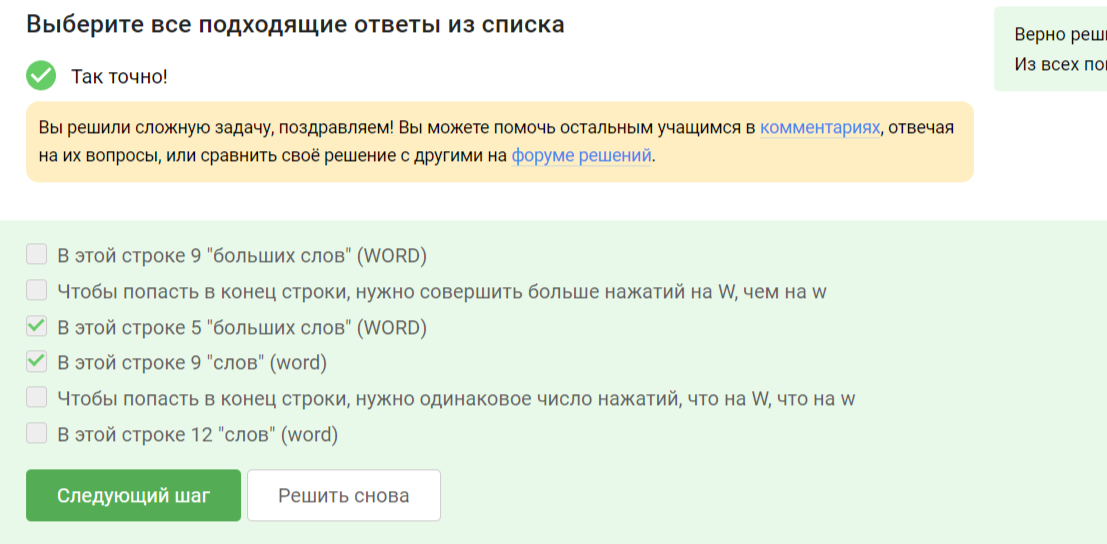 Выберите все подходящие ответы из списка
Верно реш
Из всех по
Так точно!
Вы решили сложную задачу, поздравляем! Вы можете помочь остальным учащимся в комментариях, отвечая
на их вопросы, или сравнить своё решение с другими на форуме решений.
В этой строке 9 "больших слов" (WORD)
Чтобы попасть в конец строки, нужно совершить больше нажатий на W, чем на w
В этой строке 5 "больших слов" (WORD)
В этой строке 9 "слов" (word)
Чтобы попасть в конец строки, нужно одинаковое число нажатий, что на W, что на w
В этой строке 12 "слов" (word)
Следующий шаг
Решить снова